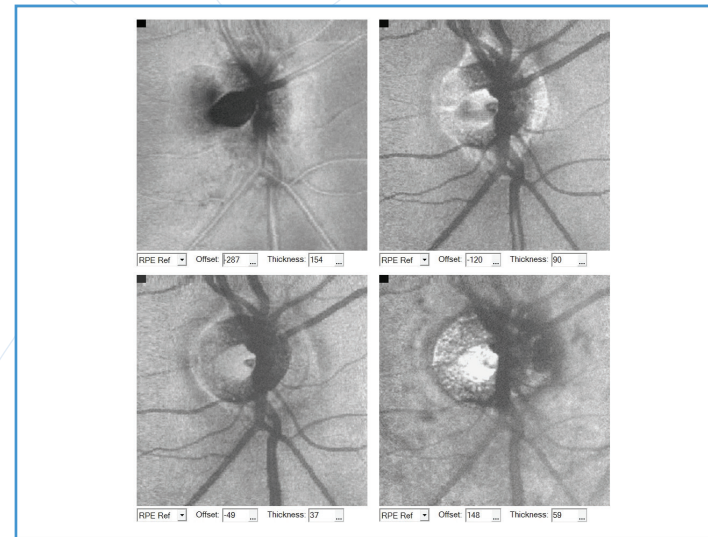 RPE Ref Offset: -287 ... Thickness: 154 ...
RPE Ref Offset: -120 ... Thickness: 90 ...
RPE Ref Offset: -49 ... Thickness: 37 ...
RPE Ref Offset: 148 ... Thickness: 59 ...